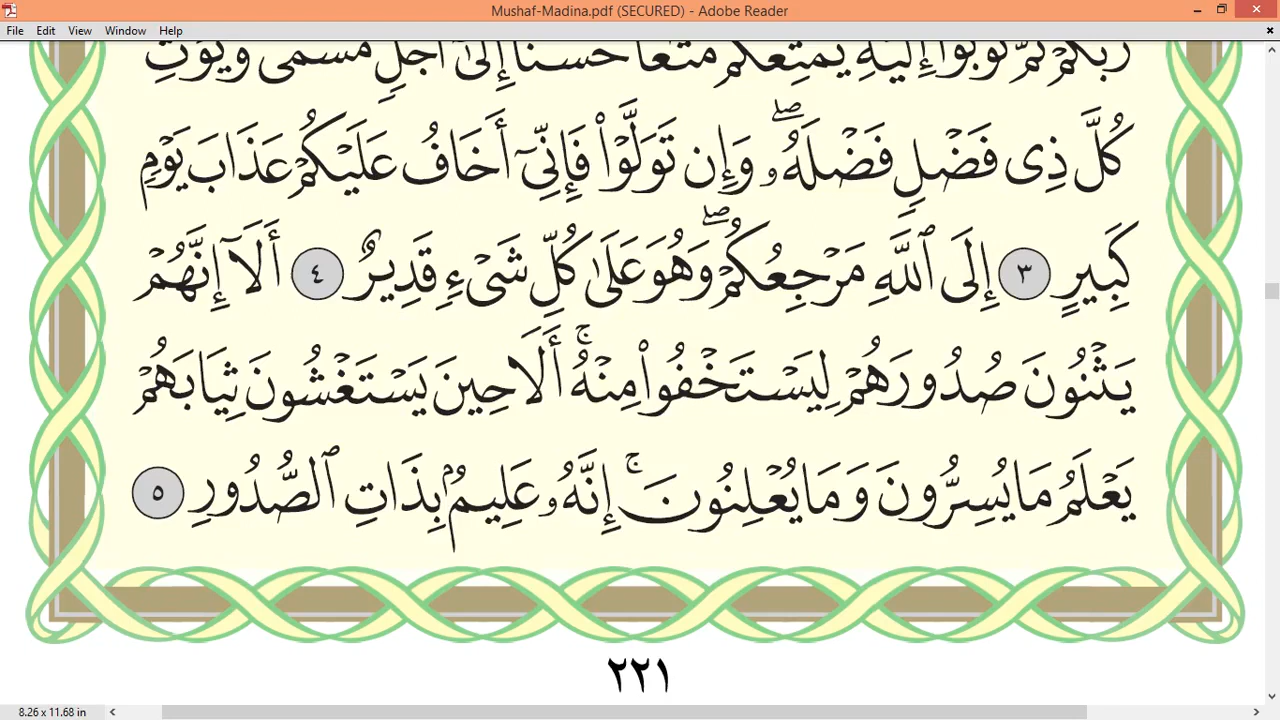 Mushaf-Madina.pdf (SECURED) - Adobe Reader
File Edit View Window Help
رَبَّكُمْ ثُمَّ تُوبُوٓا۟ إِلَيْهِ يُمَتِّعْكُم مَّتَٰعًا حَسَنًا إِلَىٰٓ أَجَلٍ مُّسَمًّى وَيُؤْتِ
كُلَّ ذِى فَضْلٍ فَضْلَهُۥ ۖ وَإِن تَوَلَّوْا۟ فَإِنِّىٓ أَخَافُ عَلَيْكُمْ عَذَابَ يَوْمٍ
كَبِيرٍ ٣ إِلَى ٱللَّهِ مَرْجِعُكُمْ ۖ وَهُوَ عَلَىٰ كُلِّ شَىْءٍ قَدِيرٌ ٤ أَلَآ إِنَّهُمْ
يَثْنُونَ صُدُورَهُمْ لِيَسْتَخْفُوا۟ مِنْهُ ۚ أَلَا حِينَ يَسْتَغْشُونَ ثِيَابَهُمْ
يَعْلَمُ مَا يُسِرُّونَ وَمَا يُعْلِنُونَ ۚ إِنَّهُۥ عَلِيمٌۢ بِذَاتِ ٱلصُّدُورِ ٥
٢٢١
8.26 x 11.68 in